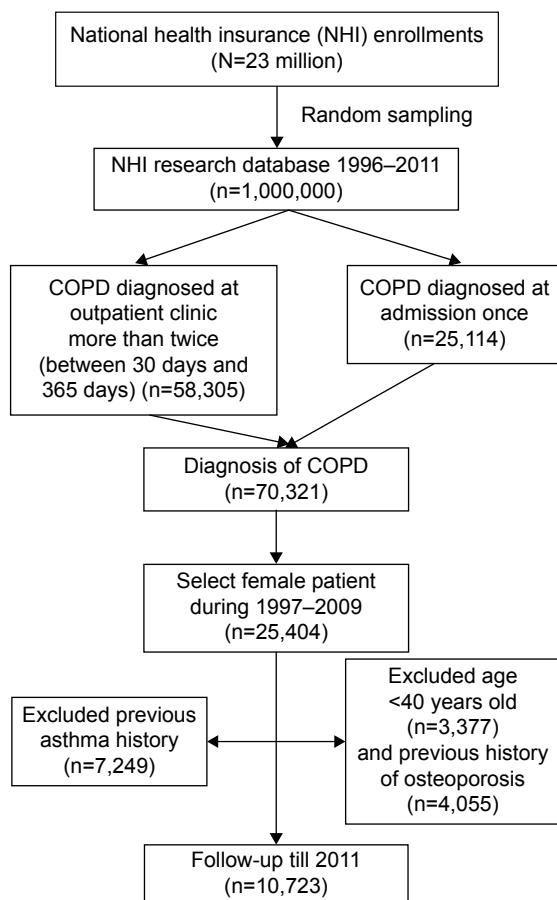 National health insurance (NHI) enrollments
(N=23 million)
Random sampling
NHI research database 1996–2011
(n=1,000,000)
COPD diagnosed at
outpatient clinic
more than twice
(between 30 days and
365 days) (n=58,305)
COPD diagnosed at
admission once
(n=25,114)
Diagnosis of COPD
(n=70,321)
Select female patient
during 1997–2009
(n=25,404)
Excluded previous
asthma history
(n=7,249)
Excluded age
<40 years old
(n=3,377)
and previous history
of osteoporosis
(n=4,055)
Follow-up till 2011
(n=10,723)